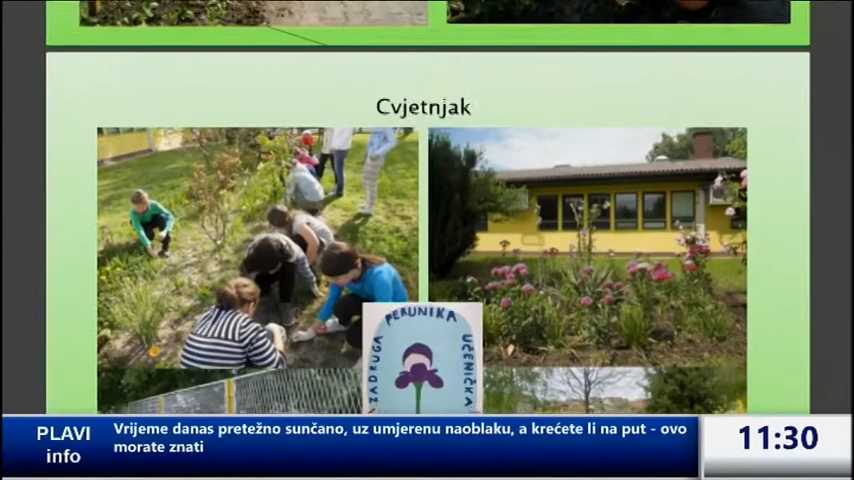 Cvjetnjak
ZADRUGA PERUNIKA UČENIČKA
PLAVI
info
Vrijeme danas pretežno sunčano, uz umjerenu naoblaku, a krećete li na put - ovo
morate znati
11:30